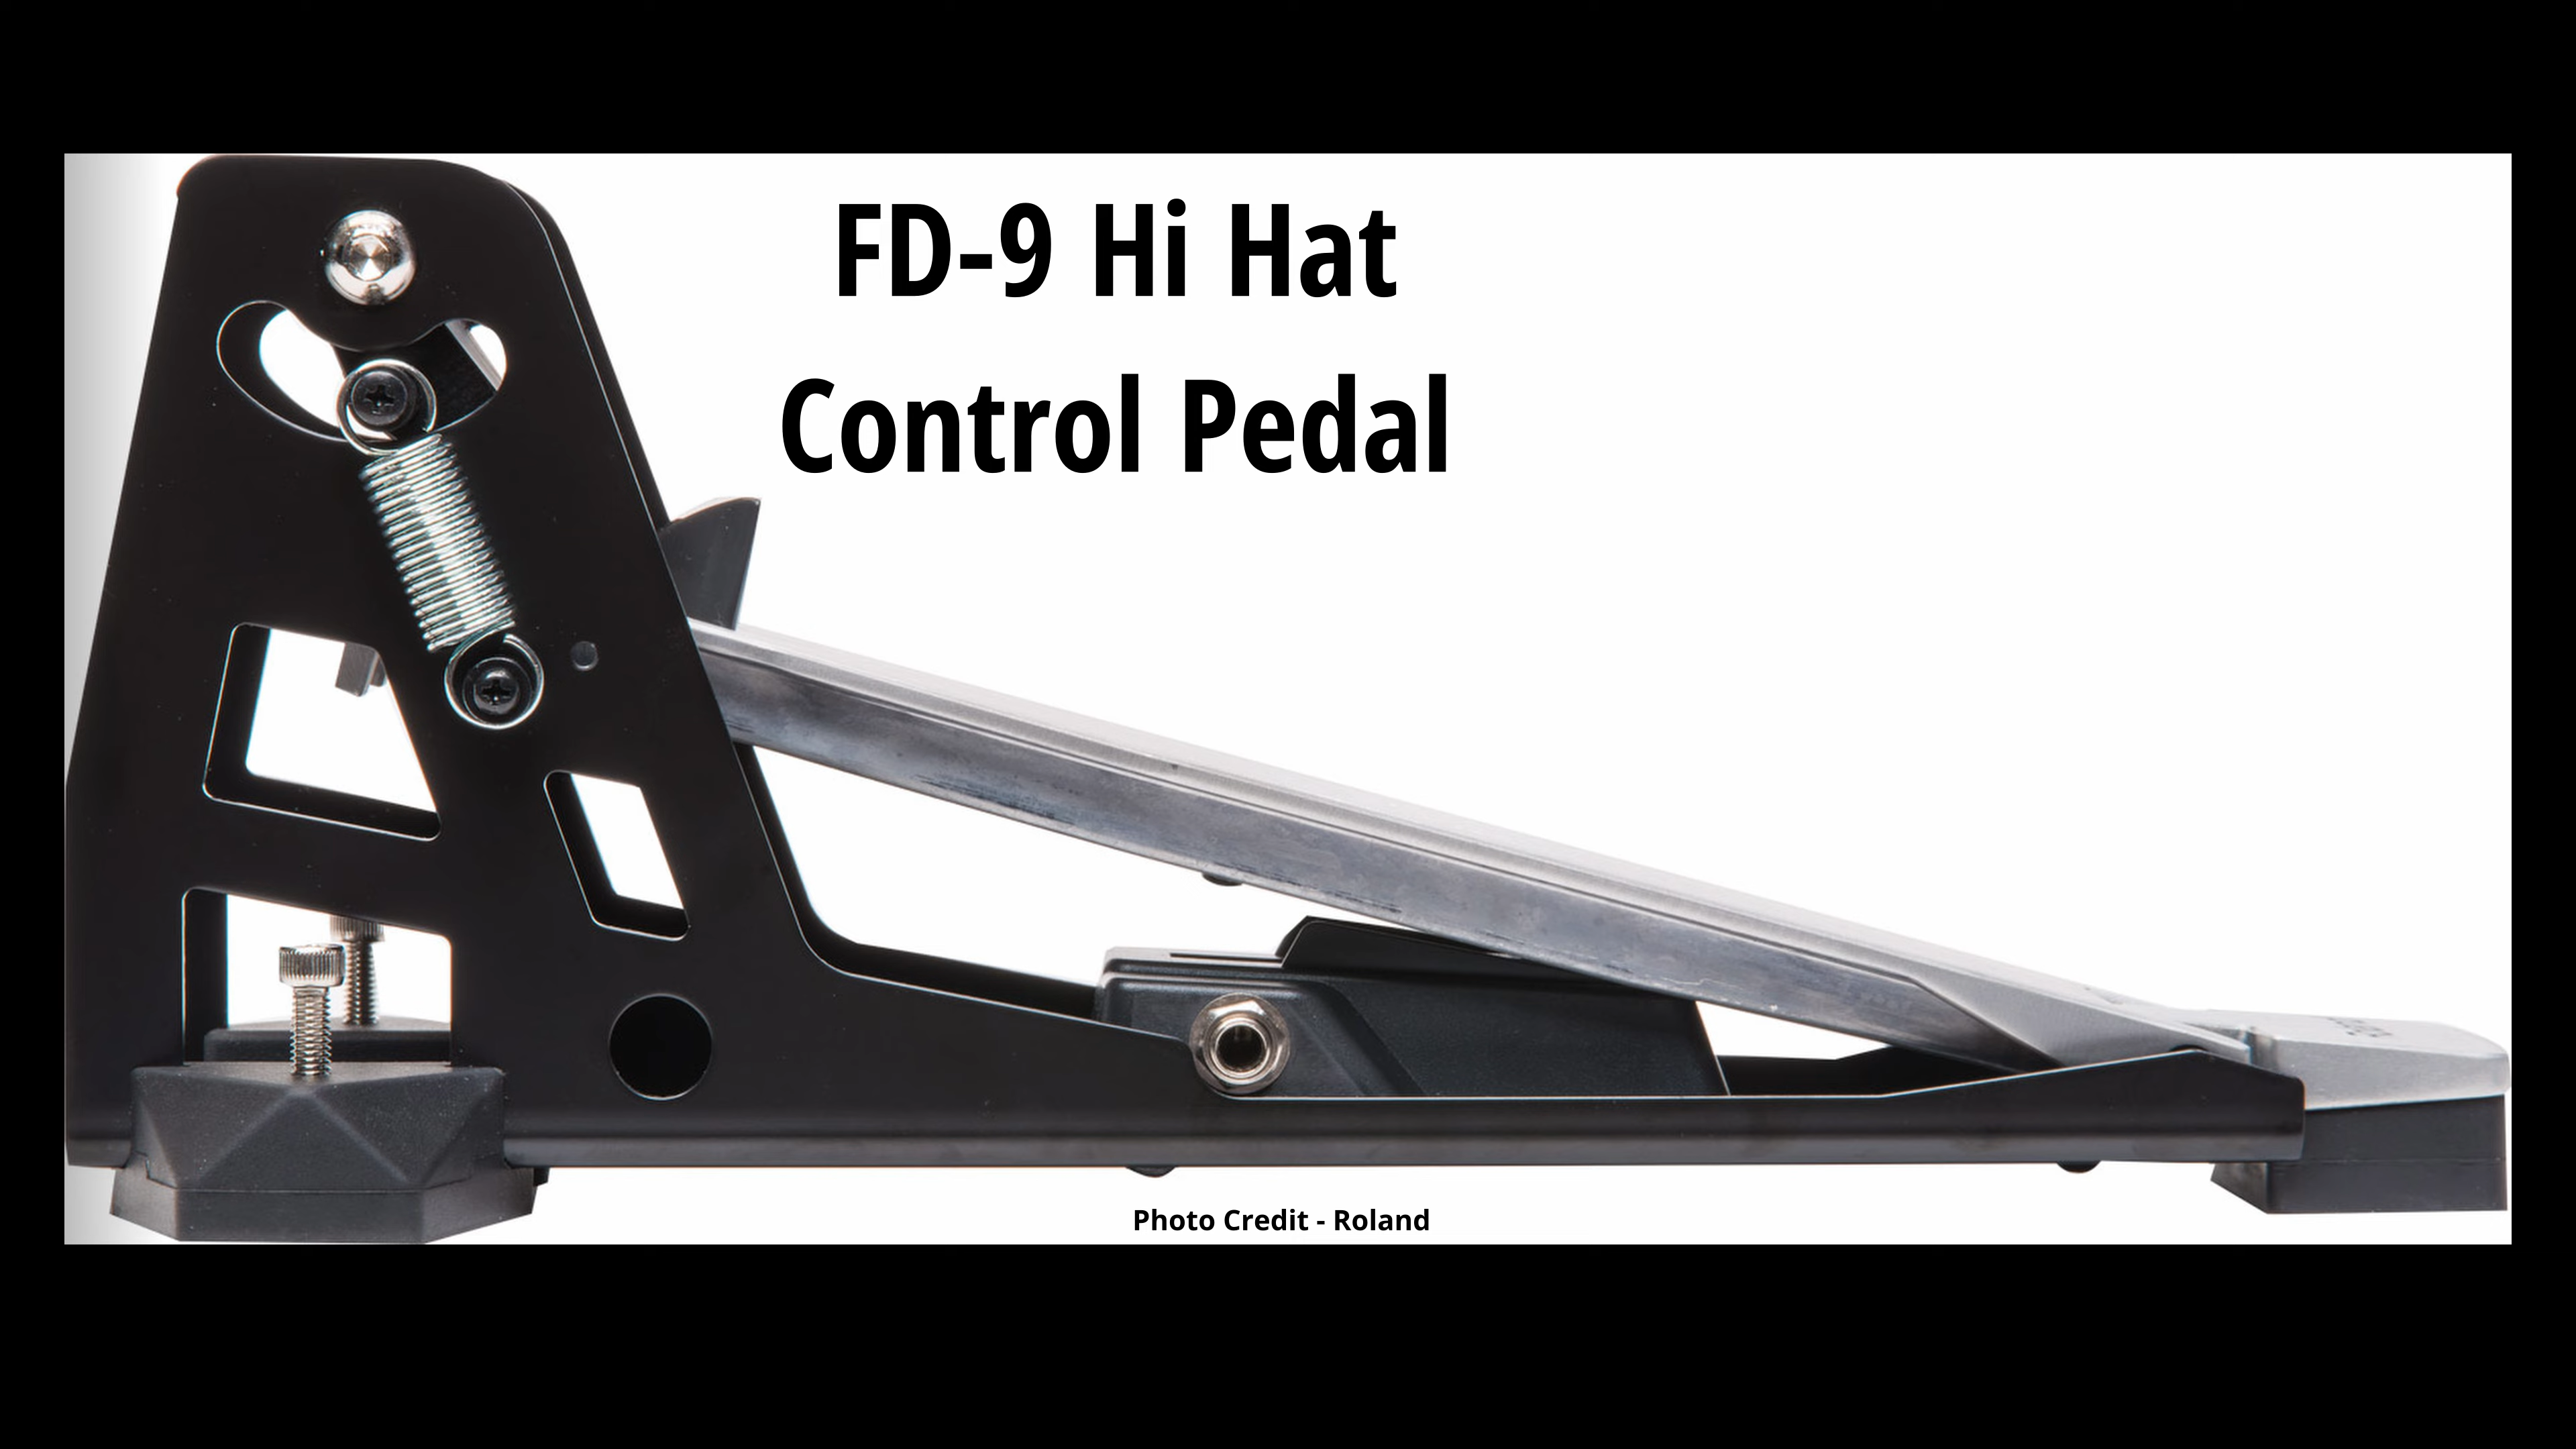 FD-9 Hi Hat
Control Pedal
Photo Credit - Roland